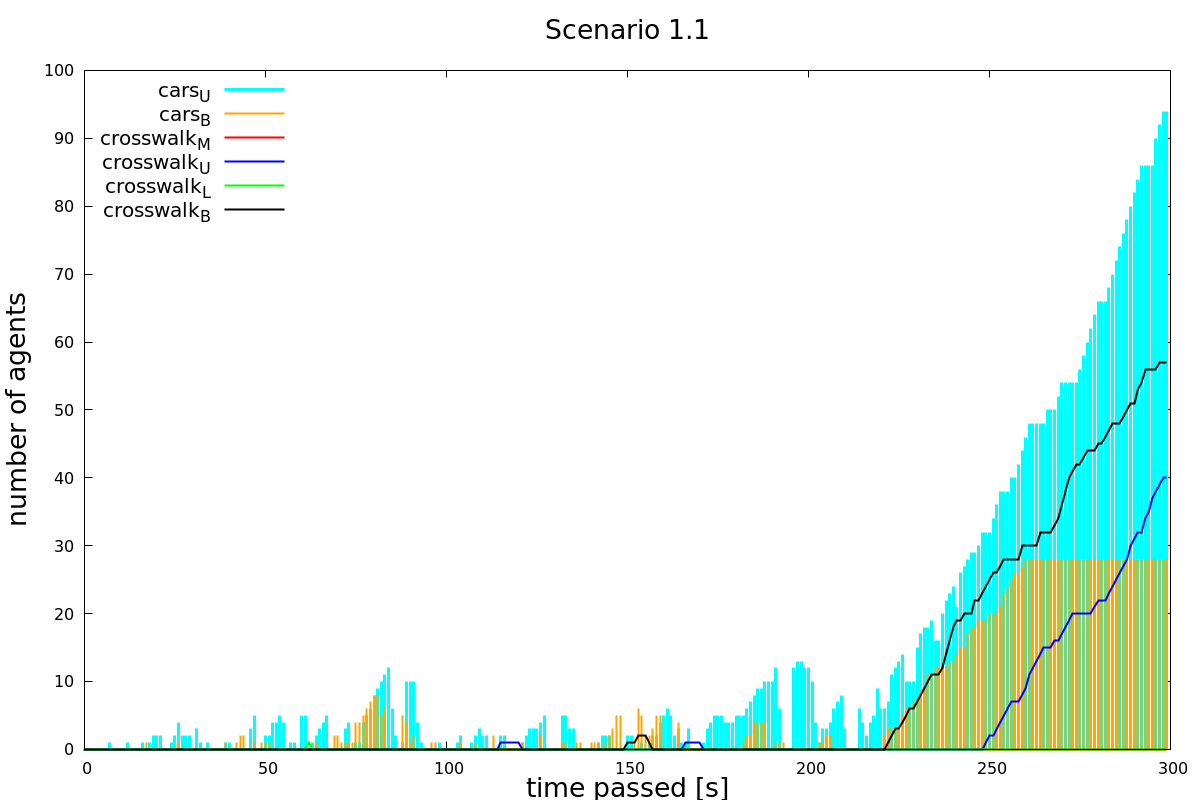 Scenario 1.1
100
90
80
70
60
50
40
30
20
10
0
cars_U
cars_B
crosswalk_M
crosswalk_U
crosswalk_L
crosswalk_B
number of agents
0 50 100 150 200 250 300
time passed [s]